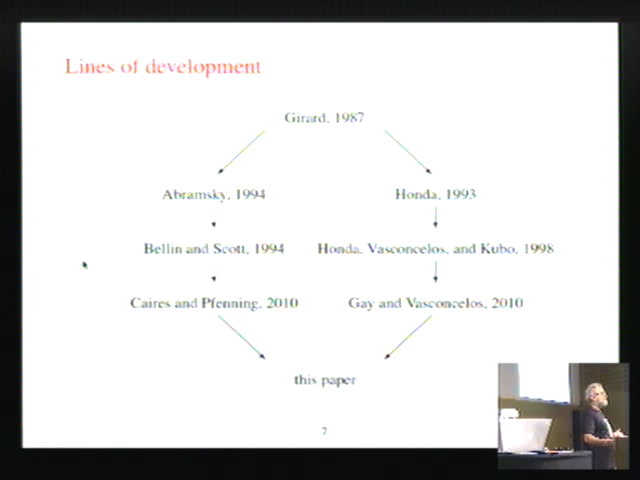 Lines of development
Girard, 1987
Abramsky, 1994 Honda, 1993
Bellin and Scott, 1994 Honda, Vasconcelos, and Kubo, 1998
Caires and Pfenning, 2010 Gay and Vasconcelos, 2010
this paper
7